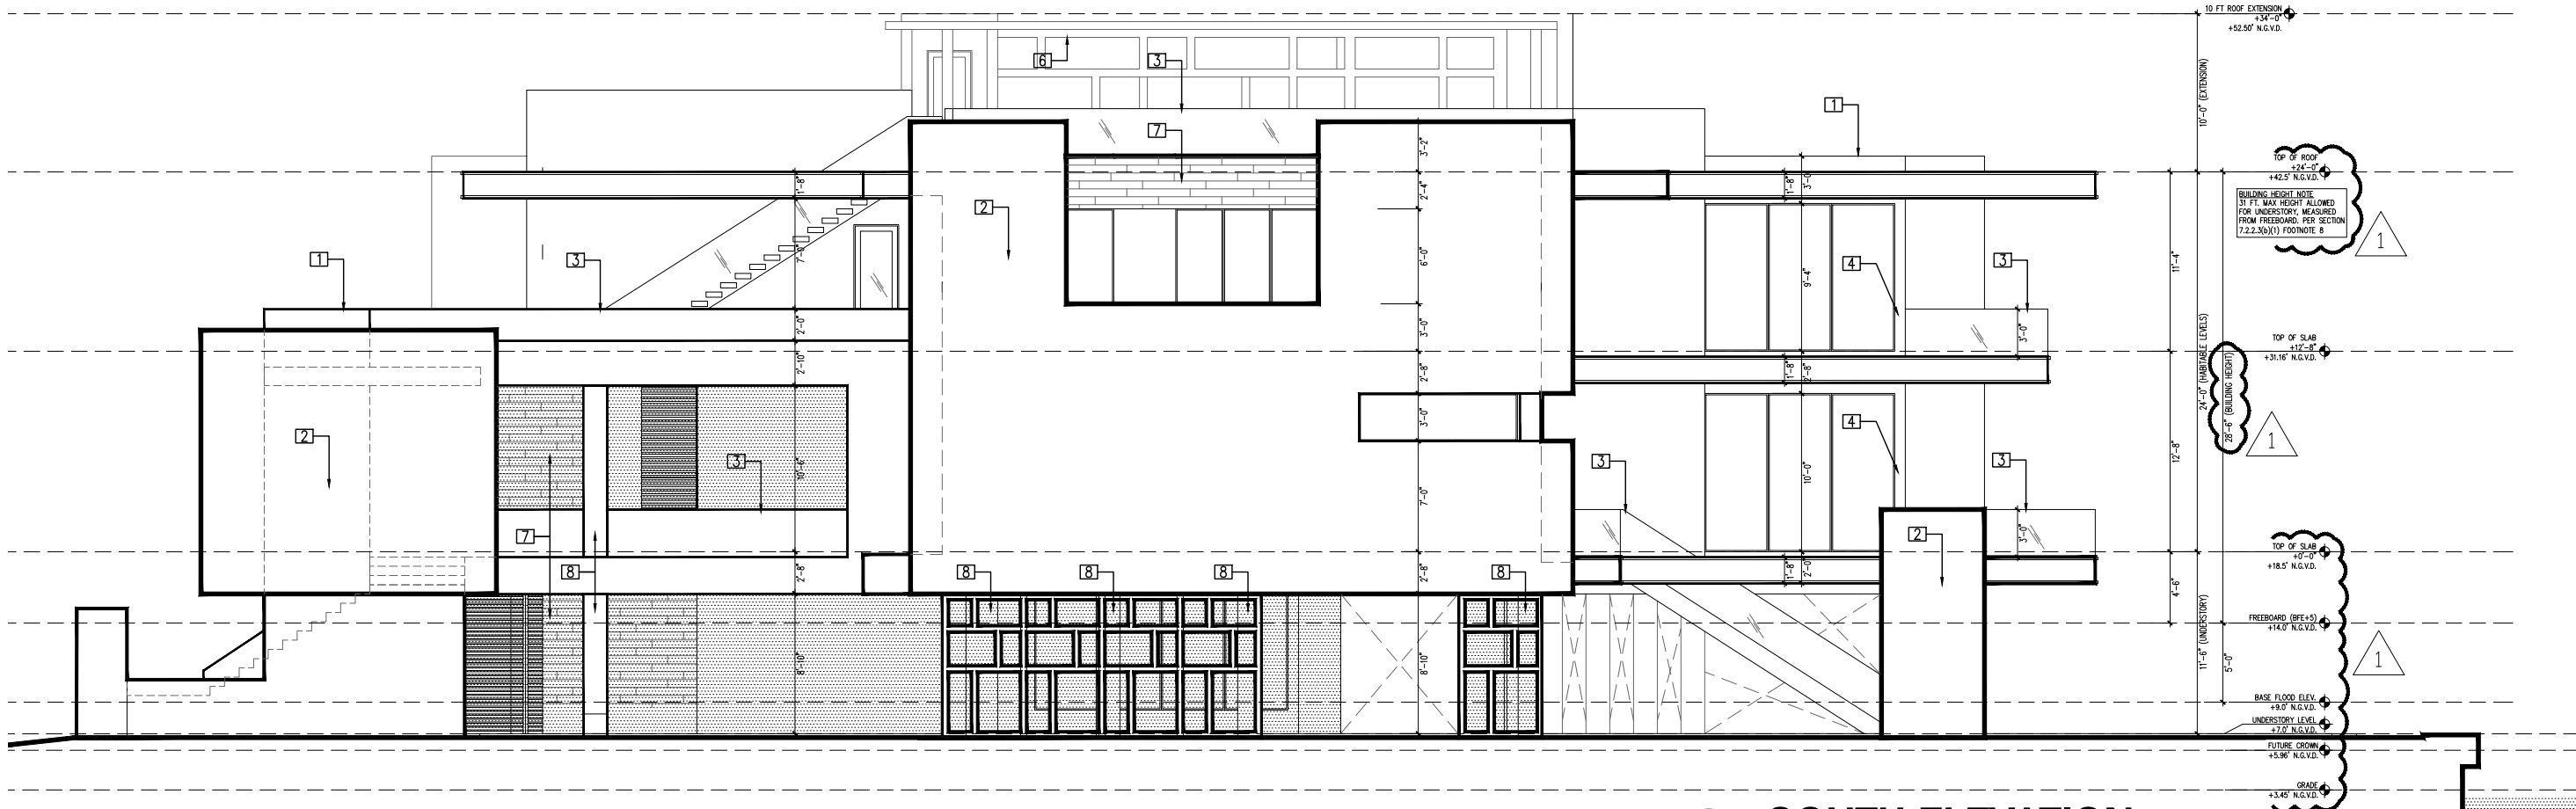 10 FT ROOF EXTENSION
+34'-0"
+52.50' N.G.V.D.
10'-0" (EXTENSION)
6
3
1
7
TOP OF ROOF
+24'-0"
+42.5' N.G.V.D.
BUILDING HEIGHT NOTE
31 FT. MAX HEIGHT ALLOWED
FOR UNDERSTORY, MEASURED
FROM FREEBOARD. PER SECTION
7.2.2.3(b)(1) FOOTNOTE 8
1
3'-2"
1'-8"
2'-4"
1'-8"
3'-0"
2
7'-0"
6'-0"
9'-4"
11'-4"
1
3
4
3
2'-0"
3'-0"
3'-0"
TOP OF SLAB
+12'-8"
+31.16' N.G.V.D.
2'-10"
2'-8"
1'-8"
2'-8"
24'-0" (HABITABLE LEVELS)
28'-6" (BUILDING HEIGHT)
1
3'-0"
2
3
4
3
3
10'-6"
7'-0"
10'-0"
12'-8"
7
2
3'-0"
TOP OF SLAB
+0'-0"
+18.5' N.G.V.D.
8
8
8
8
8
2'-8"
2'-8"
1'-8"
2'-0"
4'-6"
FREEBOARD (BFE+5)
+14.0' N.G.V.D.
1
11'-6" (UNDERSTORY)
5'-0"
8'-10"
8'-10"
BASE FLOOD ELEV.
+9.0' N.G.V.D.
UNDERSTORY LEVEL
+7.0' N.G.V.D.
FUTURE CROWN
+5.96' N.G.V.D.
GRADE
+3.45' N.G.V.D.
SOUTH ELEVATION